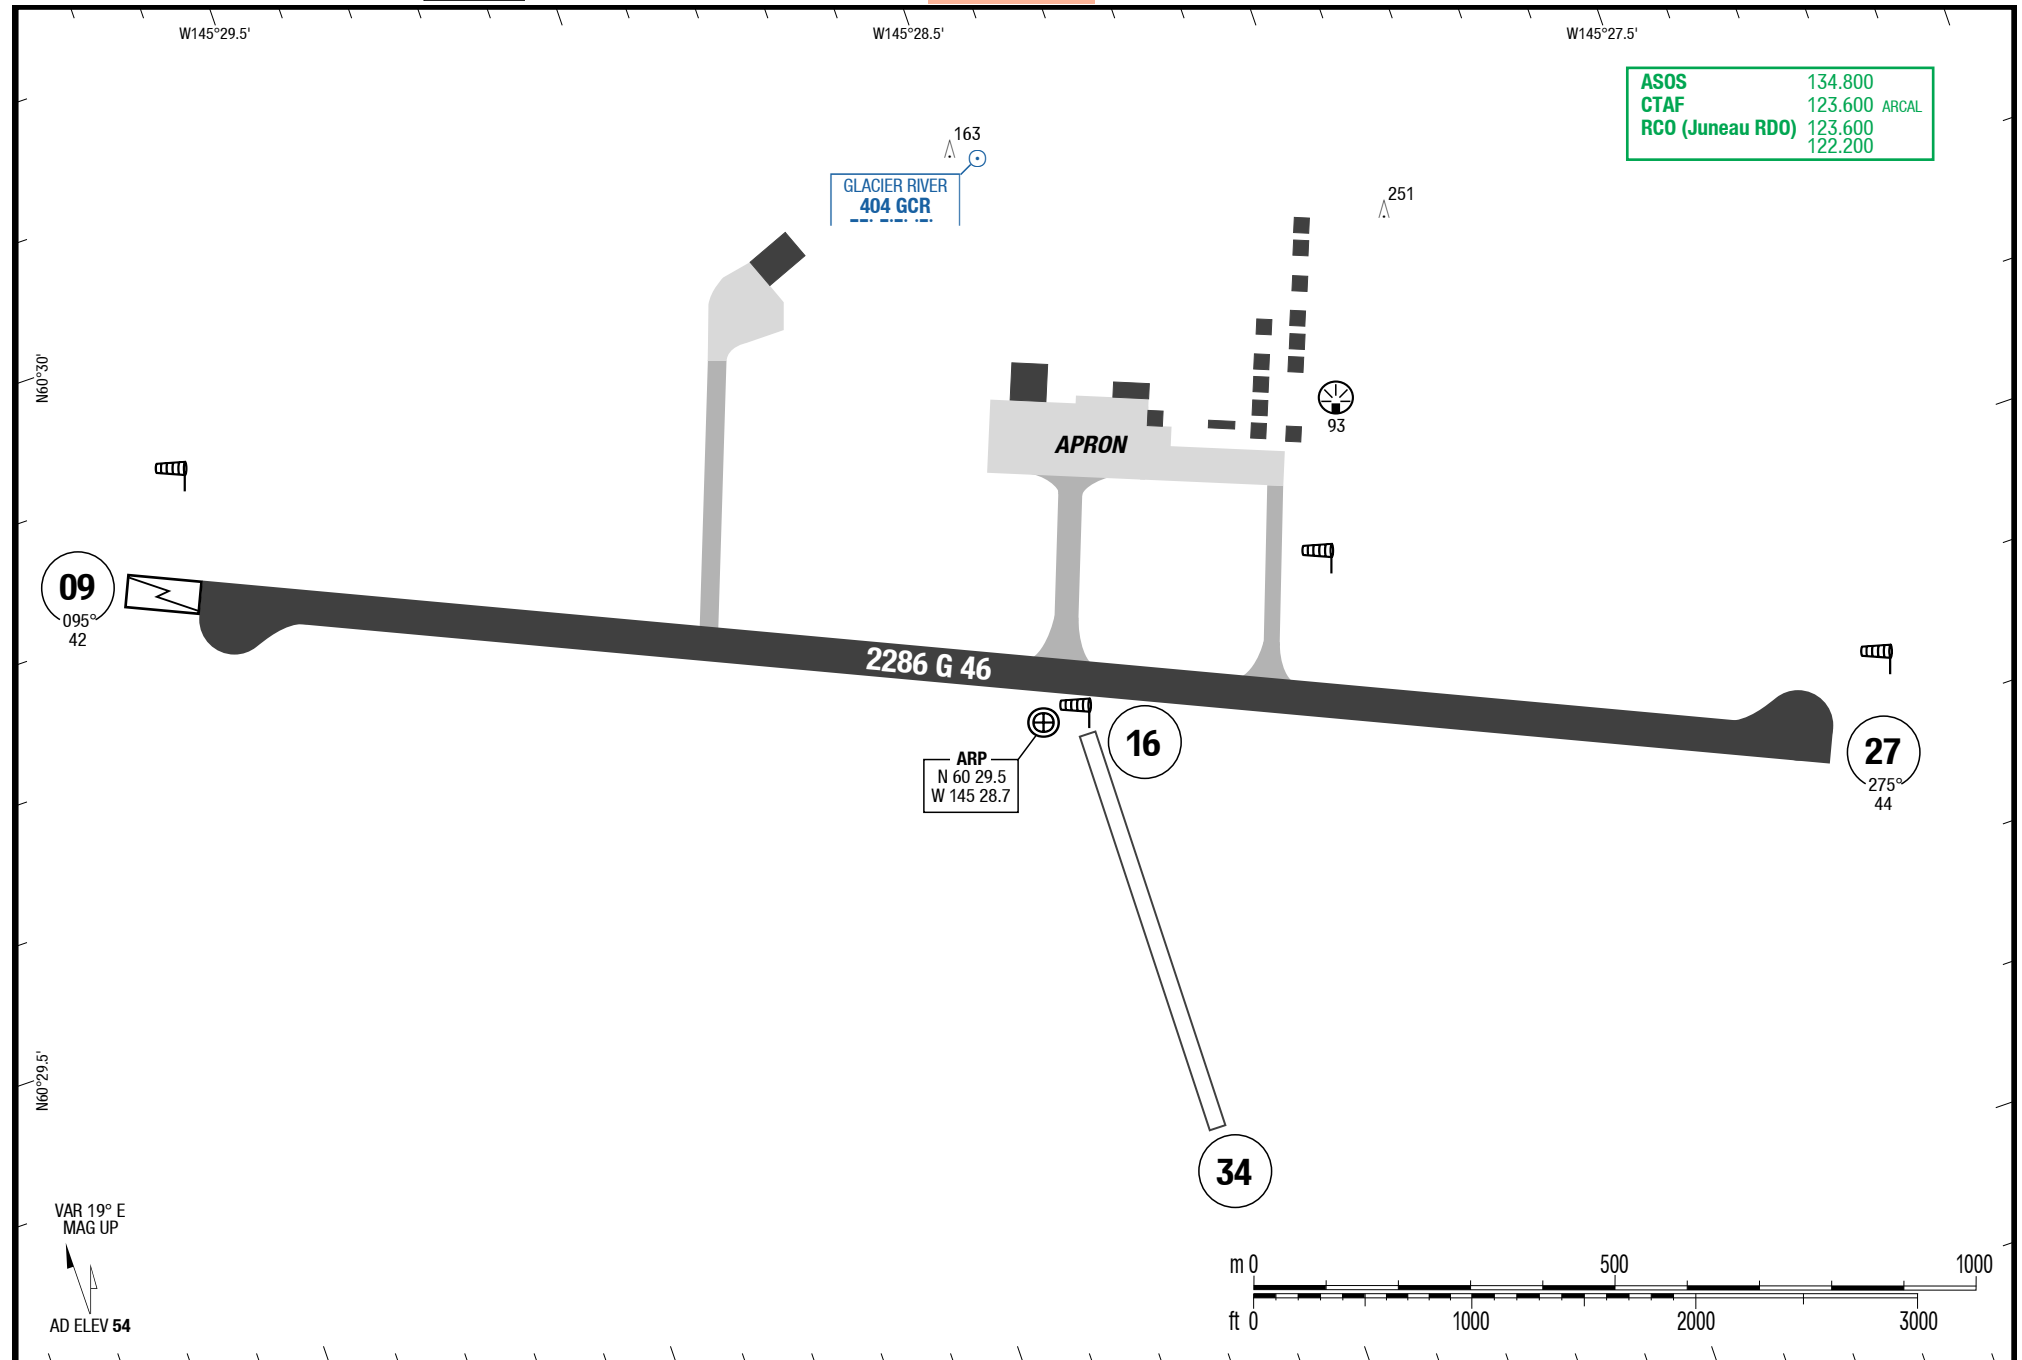 W145°29.5'
W145°28.5'
W145°27.5'
ASOS 134.800
CTAF 123.600 ARCAL
RCO (Juneau RDO) 123.600
122.200
163
GLACIER RIVER
404 GCR
251
N60°30'
93
APRON
09
095°
42
2286 G 46
16
27
275°
44
ARP
N 60 29.5
W 145 28.7
N60°29.5'
34
VAR 19° E
MAG UP
AD ELEV 54
m 0 500 1000
ft 0 1000 2000 3000